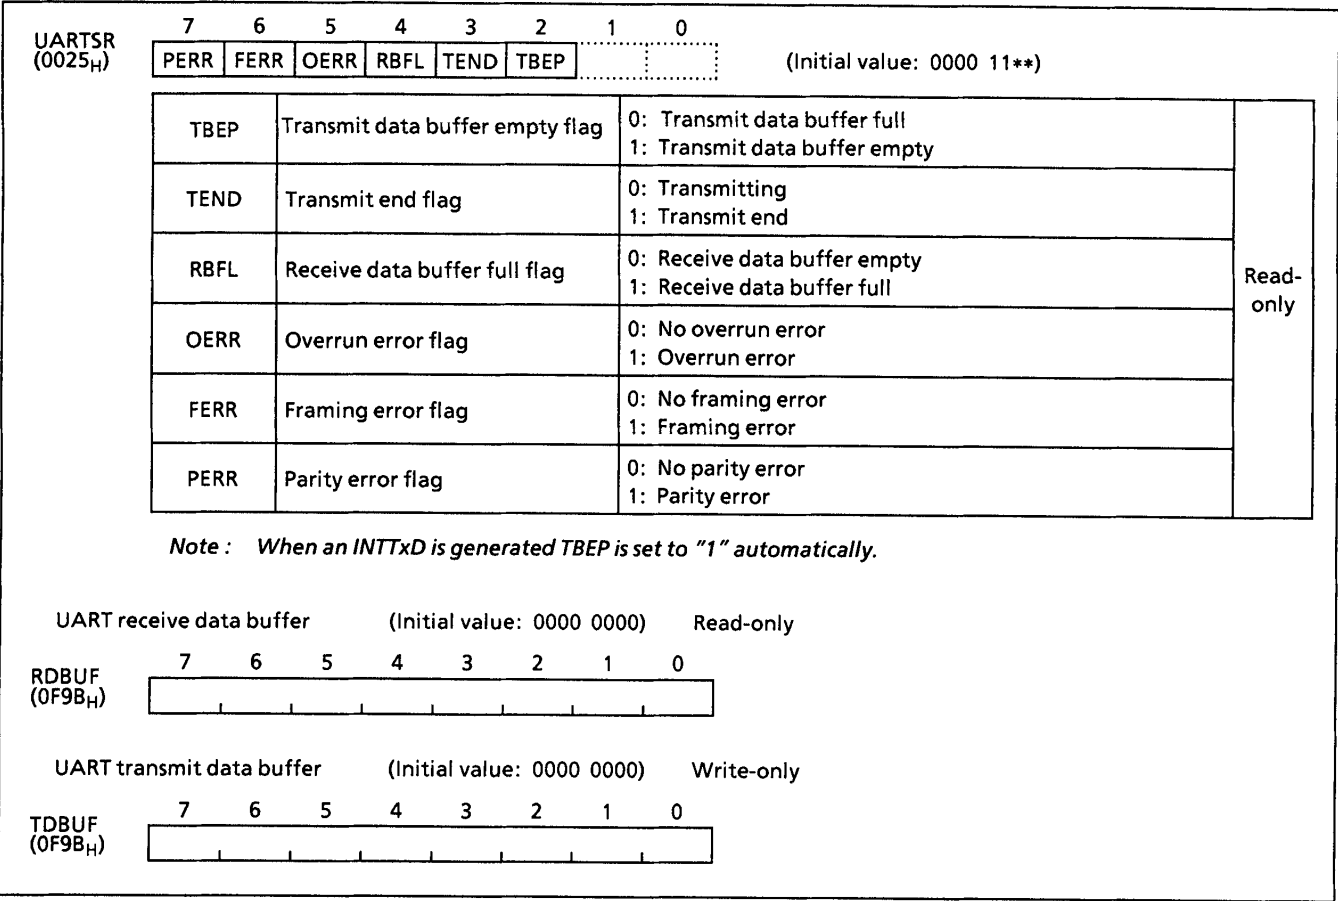 7 6 5 4 3 2 1 0
UARTSR
(0025H)
PERR FERR OERR RBFL TEND TBEP
(Initial value: 0000 11**)
TBEP Transmit data buffer empty flag
0: Transmit data buffer full
1: Transmit data buffer empty
TEND Transmit end flag
0: Transmitting
1: Transmit end
RBFL Receive data buffer full flag
0: Receive data buffer empty
1: Receive data buffer full
OERR Overrun error flag
0: No overrun error
1: Overrun error
FERR Framing error flag
0: No framing error
1: Framing error
PERR Parity error flag
0: No parity error
1: Parity error
Read-
only
Note : When an INTTxD is generated TBEP is set to "1" automatically.
UART receive data buffer (Initial value: 0000 0000) Read-only
7 6 5 4 3 2 1 0
RDBUF
(0F9BH)
UART transmit data buffer (Initial value: 0000 0000) Write-only
7 6 5 4 3 2 1 0
TDBUF
(0F9BH)